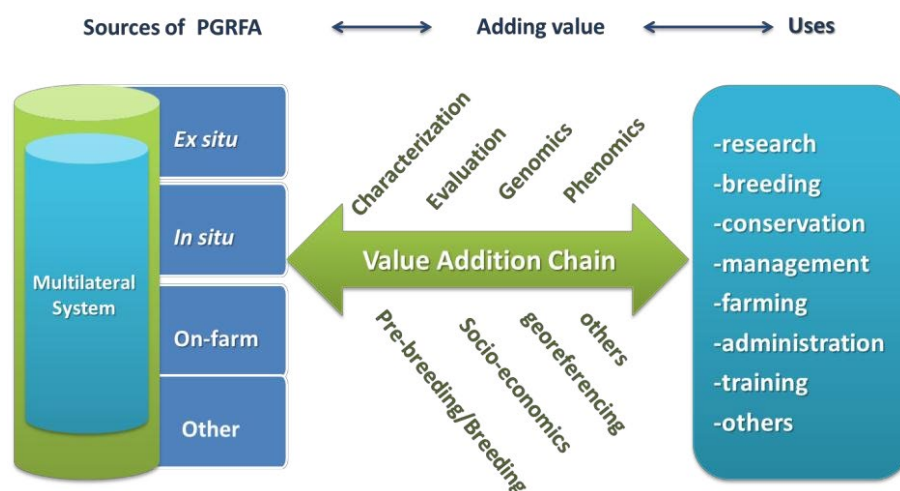 Sources of PGRFA
Adding value
Uses
Ex situ
In situ
On-farm
Other
Multilateral
System
Characterization
Evaluation
Genomics
Phenomics
Value Addition Chain
Pre-breeding/Breeding
Socio-economics
georeferencing
others
-research
-breeding
-conservation
-management
-farming
-administration
-training
-others